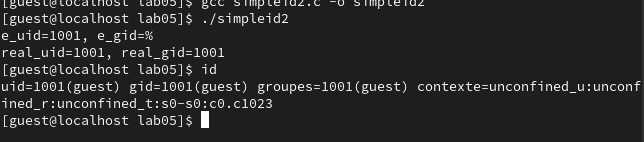 [guest@localhost lab05]$ gcc simpleid2.c -o simpleid2
[guest@localhost lab05]$ ./simpleid2
e_uid=1001, e_gid=%
real_uid=1001, real_gid=1001
[guest@localhost lab05]$ id
uid=1001(guest) gid=1001(guest) groupes=1001(guest) contexte=unconfined_u:unconf
ined_r:unconfined_t:s0-s0:c0.c1023
[guest@localhost lab05]$